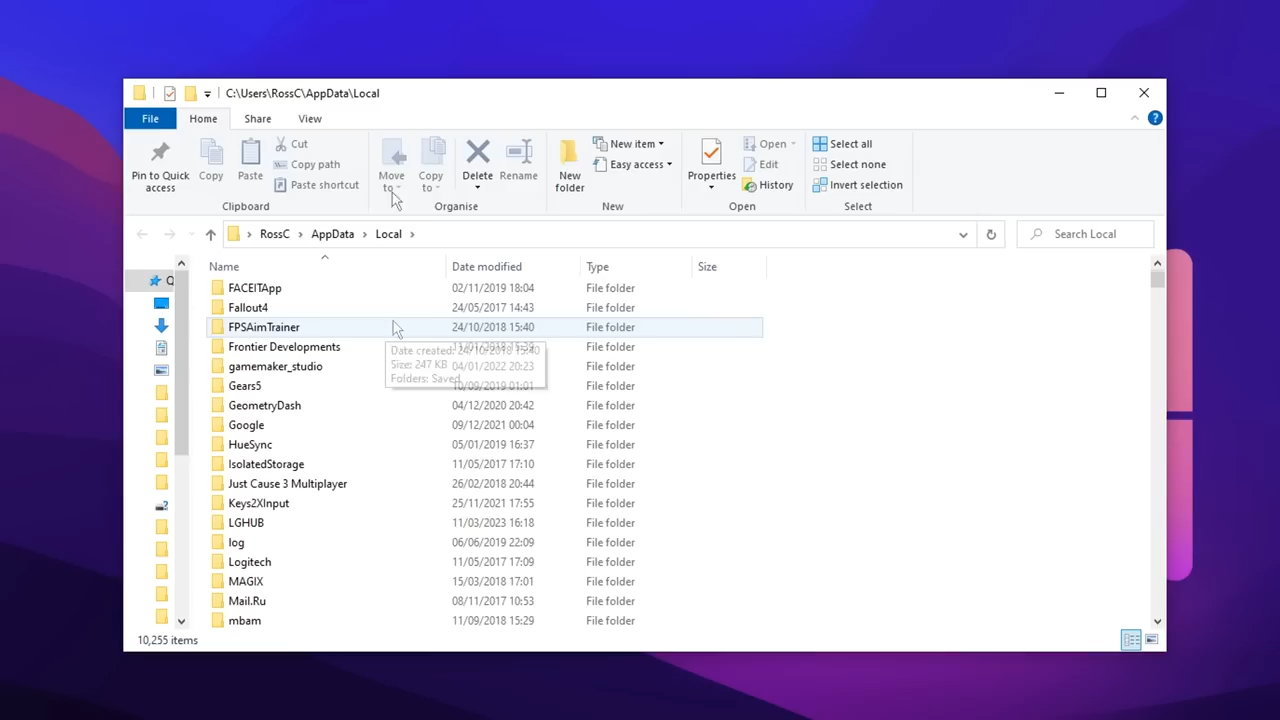 C:\Users\RossC\AppData\Local
File Home Share View
Pin to Quick access
Copy
Paste
Cut
Copy path
Paste shortcut
Clipboard
Move to
Copy to
Delete
Rename
Organise
New folder
New item
Easy access
New
Properties
Open
Edit
History
Open
Select all
Select none
Invert selection
Select
RossC > AppData > Local >
Search Local
Name Date modified Type Size
FACEITApp 02/11/2019 18:04 File folder
Fallout4 24/05/2017 14:43 File folder
FPSAimTrainer 24/10/2018 15:40 File folder
Frontier Developments 11/01/2018 15:39 File folder
Date created: 24/10/2018 15:40
gamemaker_studio 04/01/2022 20:23 File folder
Size: 247 KB
Folders: Saved
Gears5 10/09/2019 01:01 File folder
GeometryDash 04/12/2020 20:42 File folder
Google 09/12/2021 00:04 File folder
HueSync 05/01/2019 16:37 File folder
IsolatedStorage 11/05/2017 17:10 File folder
Just Cause 3 Multiplayer 26/02/2018 20:44 File folder
Keys2XInput 25/11/2021 17:55 File folder
LGHUB 11/03/2023 16:18 File folder
log 06/06/2019 22:09 File folder
Logitech 11/05/2017 17:09 File folder
MAGIX 15/03/2018 17:01 File folder
Mail.Ru 08/11/2017 10:53 File folder
mbam 11/09/2018 15:29 File folder
10,255 items